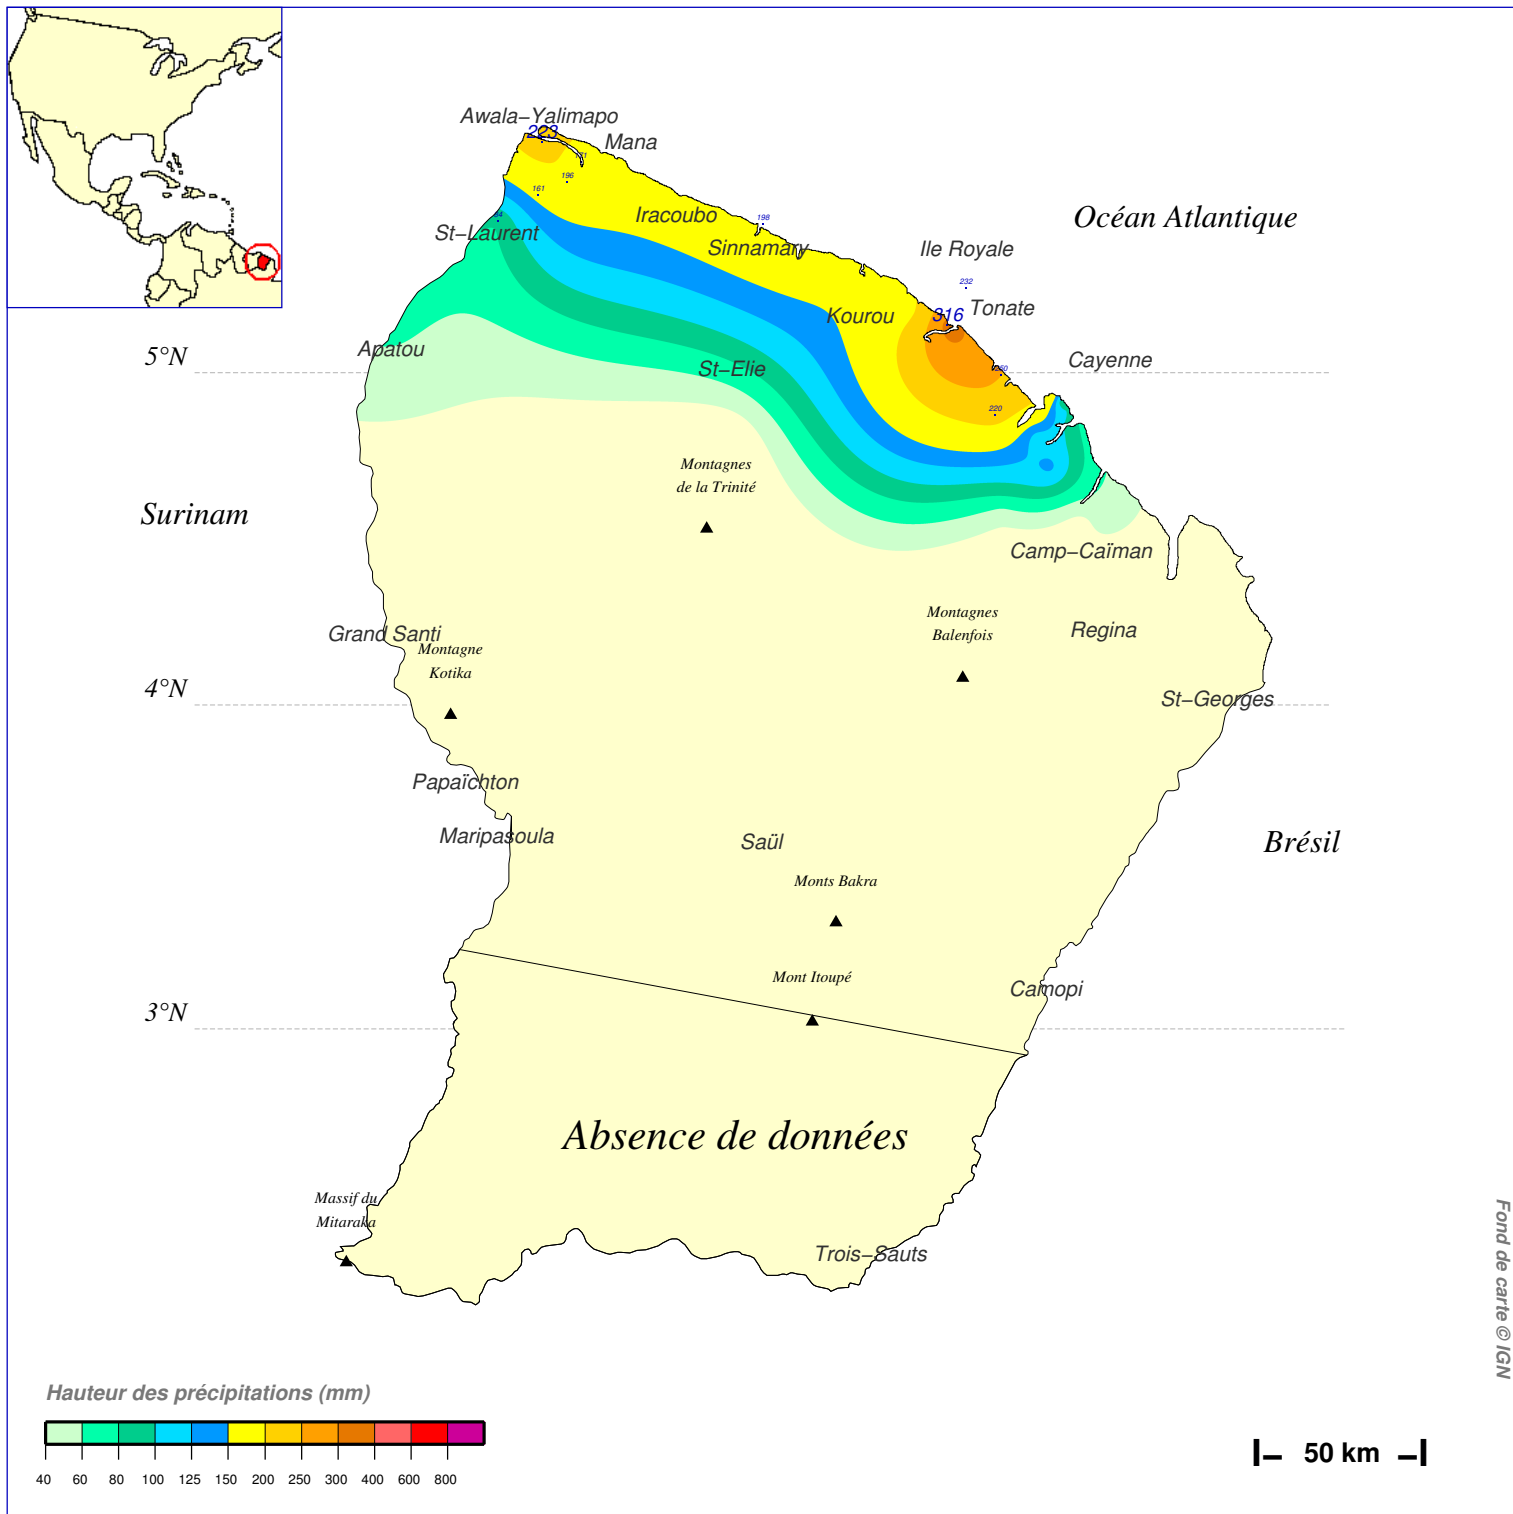 Awala−Yalimapo
223
Mana
171
196
161
84
St−Laurent
Iracoubo
198
Sinnamary
Océan Atlantique
Ile Royale
232
Kourou
316
Tonate
5°N
Apatou
St−Elie
250
Cayenne
220
Montagnes
de la Trinité
Surinam
Camp−Caïman
Montagnes
Balenfois
Regina
Grand Santi
Montagne
Kotika
4°N
St−Georges
Papaïchton
Maripasoula
Saül
Brésil
Monts Bakra
Mont Itoupé
Camopi
3°N
Absence de données
Massif du
Mitaraka
Trois−Sauts
Fond de carte © IGN
Hauteur des précipitations (mm)
40 60 80 100 125 150 200 250 300 400 600 800
50 km